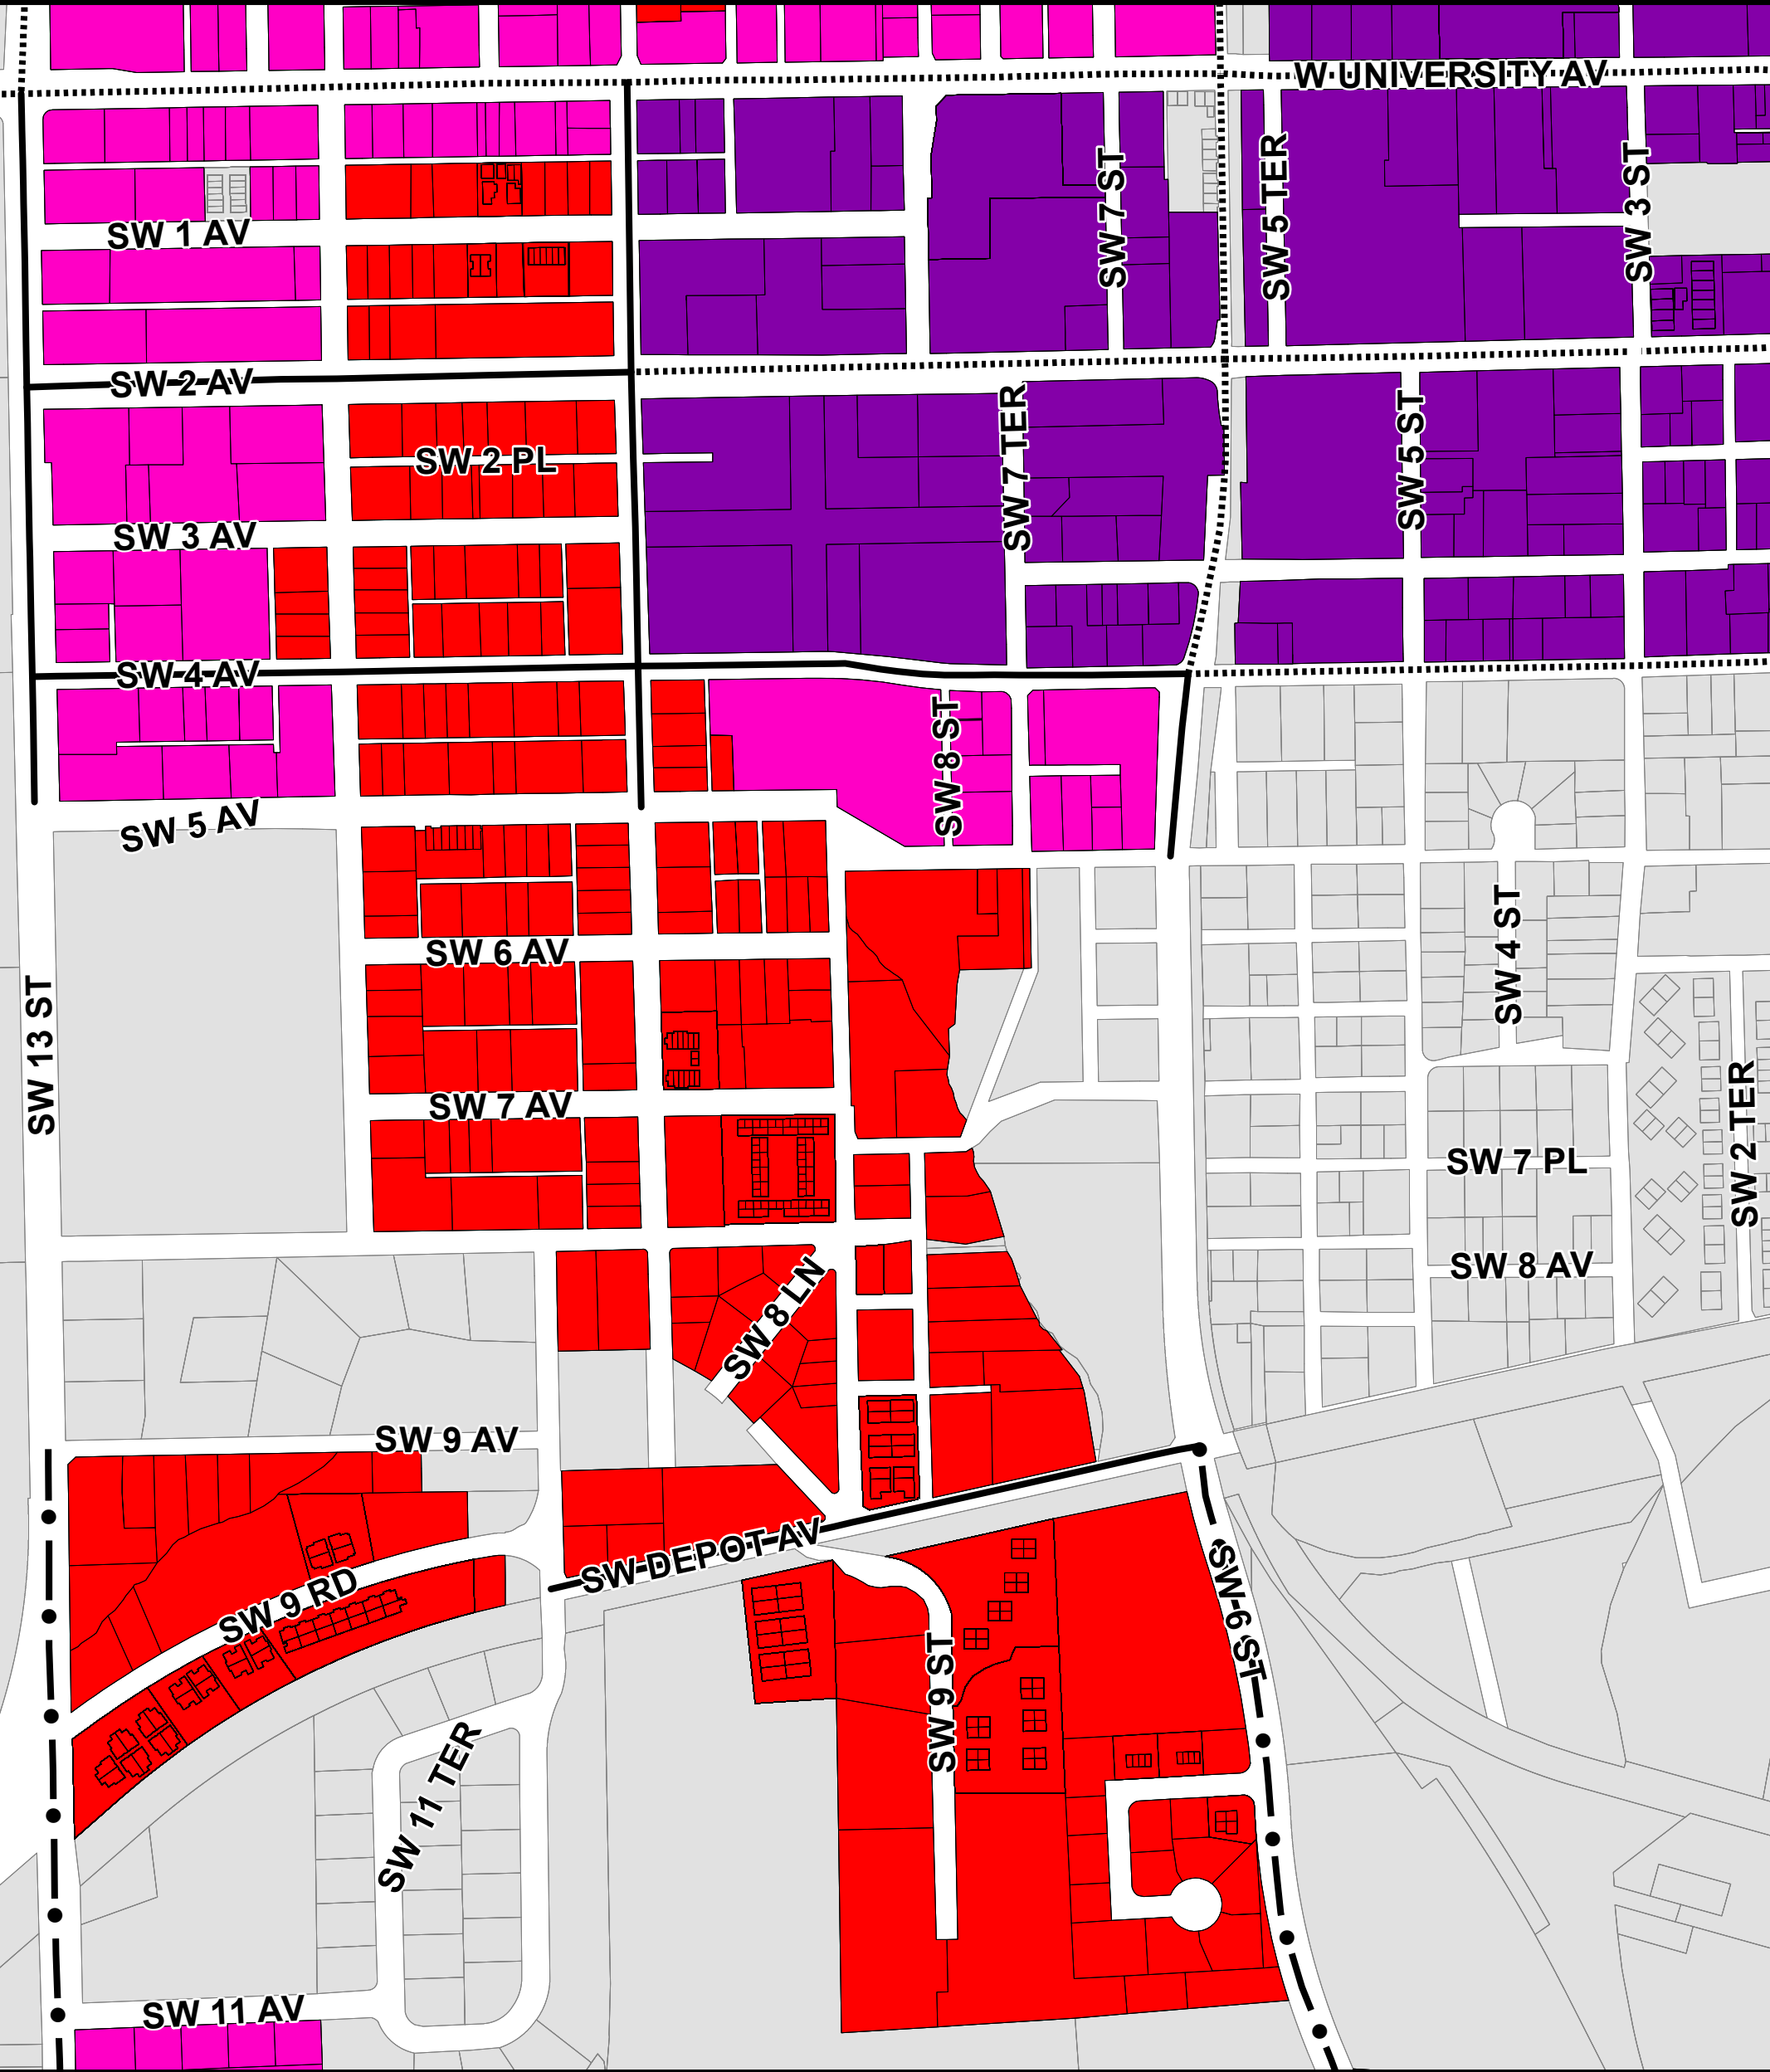 W UNIVERSITY AV
SW 1 AV
SW 7 ST
SW 5 TER
SW 3 ST
SW 2 AV
SW 2 PL
SW 7 TER
SW 5 ST
SW 3 AV
SW 4 AV
SW 8 ST
SW 5 AV
SW 6 AV
SW 4 ST
SW 13 ST
SW 7 AV
SW 7 PL
SW 2 TER
SW 8 AV
SW 8 LN
SW 9 AV
SW DEPOT AV
SW 9 RD
SW 6 ST
SW 9 ST
SW 11 TER
SW 11 AV